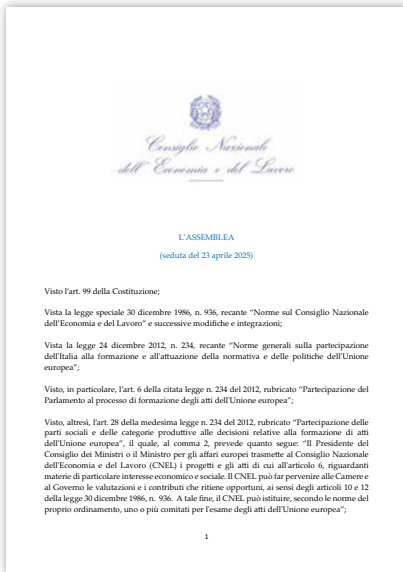 Consiglio Nazionale
dell'Economia e del Lavoro
L'ASSEMBLEA
(seduta del 23 aprile 2025)
Visto l'art. 99 della Costituzione;
Vista la legge speciale 30 dicembre 1986, n. 936, recante "Norme sul Consiglio Nazionale
dell'Economia e del Lavoro" e successive modifiche e integrazioni;
Vista la legge 24 dicembre 2012, n. 234, recante "Norme generali sulla partecipazione
dell'Italia alla formazione e all'attuazione della normativa e delle politiche dell'Unione
europea";
Visto, in particolare, l'art. 6 della citata legge n. 234 del 2012, rubricato "Partecipazione del
Parlamento al processo di formazione degli atti dell'Unione europea";
Visto, altresì, l'art. 28 della medesima legge n. 234 del 2012, rubricato "Partecipazione delle
parti sociali e delle categorie produttive alle decisioni relative alla formazione di atti
dell'Unione europea", il quale, al comma 2, prevede quanto segue: "Il Presidente del
Consiglio dei Ministri o il Ministro per gli affari europei trasmette al Consiglio Nazionale
dell'Economia e del Lavoro (CNEL) i progetti e gli atti di cui all'articolo 6, riguardanti
materie di particolare interesse economico e sociale. Il CNEL può far pervenire alle Camere e
al Governo le valutazioni e i contributi che ritiene opportuni, ai sensi degli articoli 10 e 12
della legge 30 dicembre 1986, n. 936. A tale fine, il CNEL può istituire, secondo le norme del
proprio ordinamento, uno o più comitati per l'esame degli atti dell'Unione europea";
1